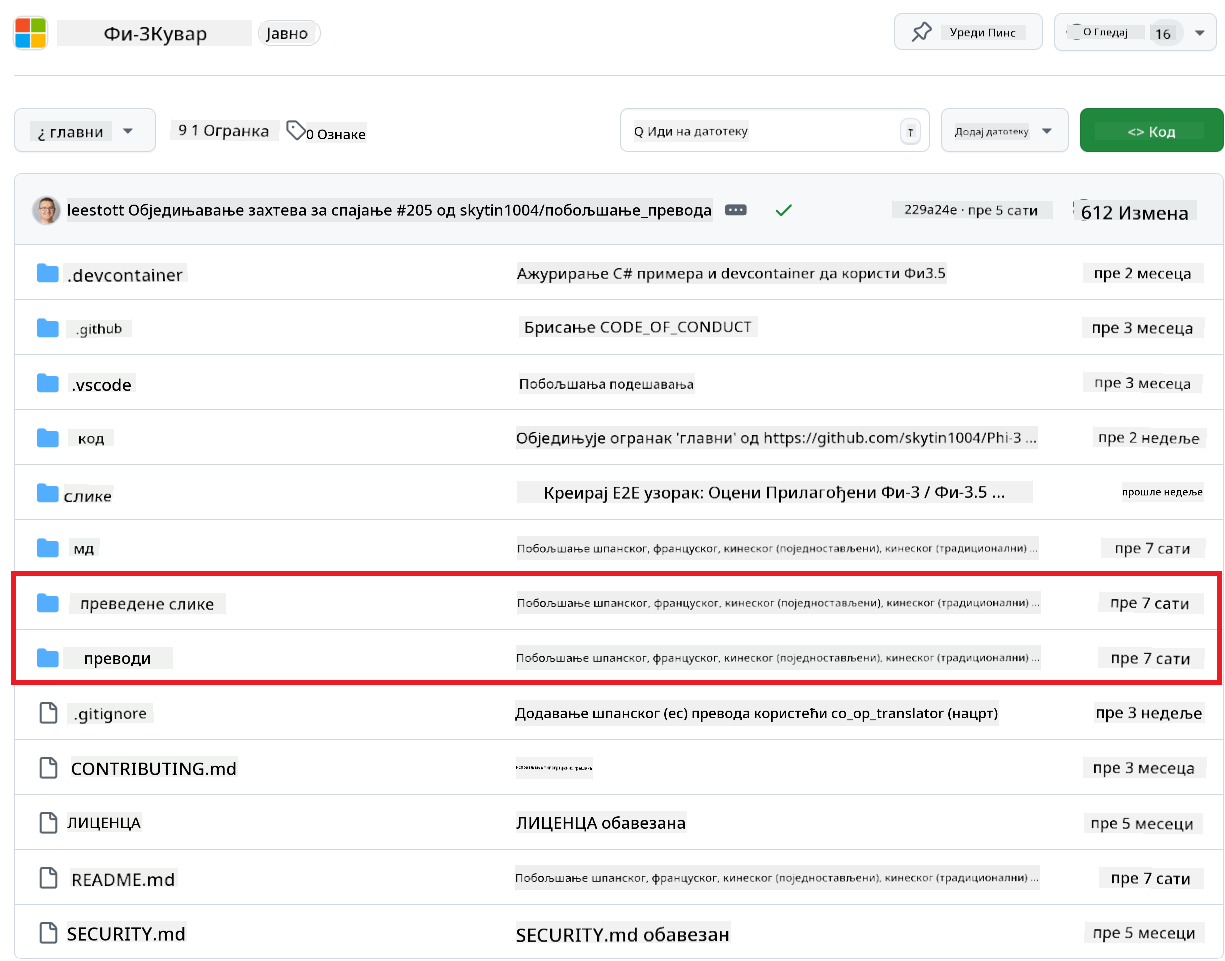 Фи-3Кувар Јавно Уреди Пинс О Гледај 16
¿ главни 9 1 Огранка 0 Ознаке Q Иди на датотеку T Додај датотеку <> Код
leestott Обједињавање захтева за спајање #205 од skytin1004/побољшање_превода 229a24e · пре 5 сати 612 Измена
.devcontainer Ажурирање C# примера и devcontainer да користи Фи3.5 пре 2 месеца
.github Брисање CODE_OF_CONDUCT пре 3 месеца
.vscode Побољшања подешавања пре 3 месеца
код Обједињује огранак 'главни' од https://github.com/skytin1004/Phi-3 ... пре 2 недеље
слике Креирај E2E узорак: Оцени Прилагођени Фи-3 / Фи-3.5 ... прошле недеље
мд Побољшање шпанског, француског, кинеског (поједностављени), кинеског (традиционални) ... пре 7 сати
преведене слике Побољшање шпанског, француског, кинеског (поједностављени), кинеског (традиционални) ... пре 7 сати
преводи Побољшање шпанског, француског, кинеског (поједностављени), кинеског (традиционални) ... пре 7 сати
.gitignore Додавање шпанског (ес) превода користећи co_op_translator (нацрт) пре 3 недеље
CONTRIBUTING.md пре 3 месеца
ЛИЦЕНЦА ЛИЦЕНЦА обавезана пре 5 месеци
README.md Побољшање шпанског, француског, кинеског (поједностављени), кинеског (традиционални) ... пре 7 сати
SECURITY.md SECURITY.md обавезан пре 5 месеци